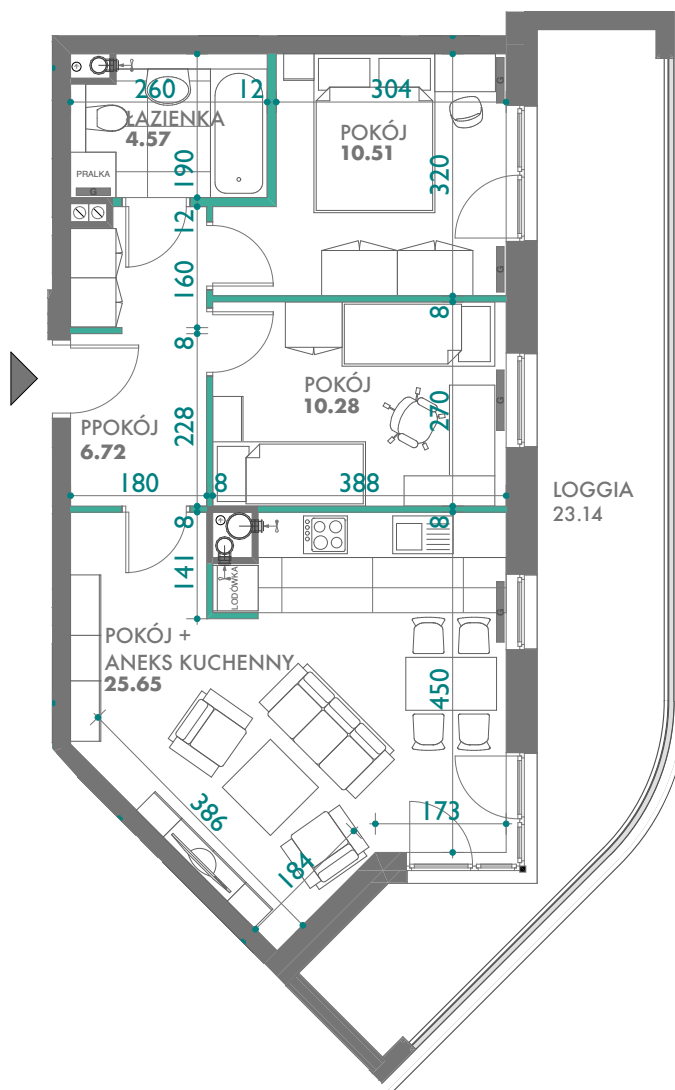 260
12
304
ŁAZIENKA
4.57
POKÓJ
10.51
PRALKA
G
190
320
G
12
160
G
8
8
POKÓJ
10.28
G
270
PPOKÓJ
6.72
228
180
8
388
LOGGIA
23.14
8
8
141
LODÓWKA
G
POKÓJ +
ANEKS KUCHENNY
25.65
450
386
173
184